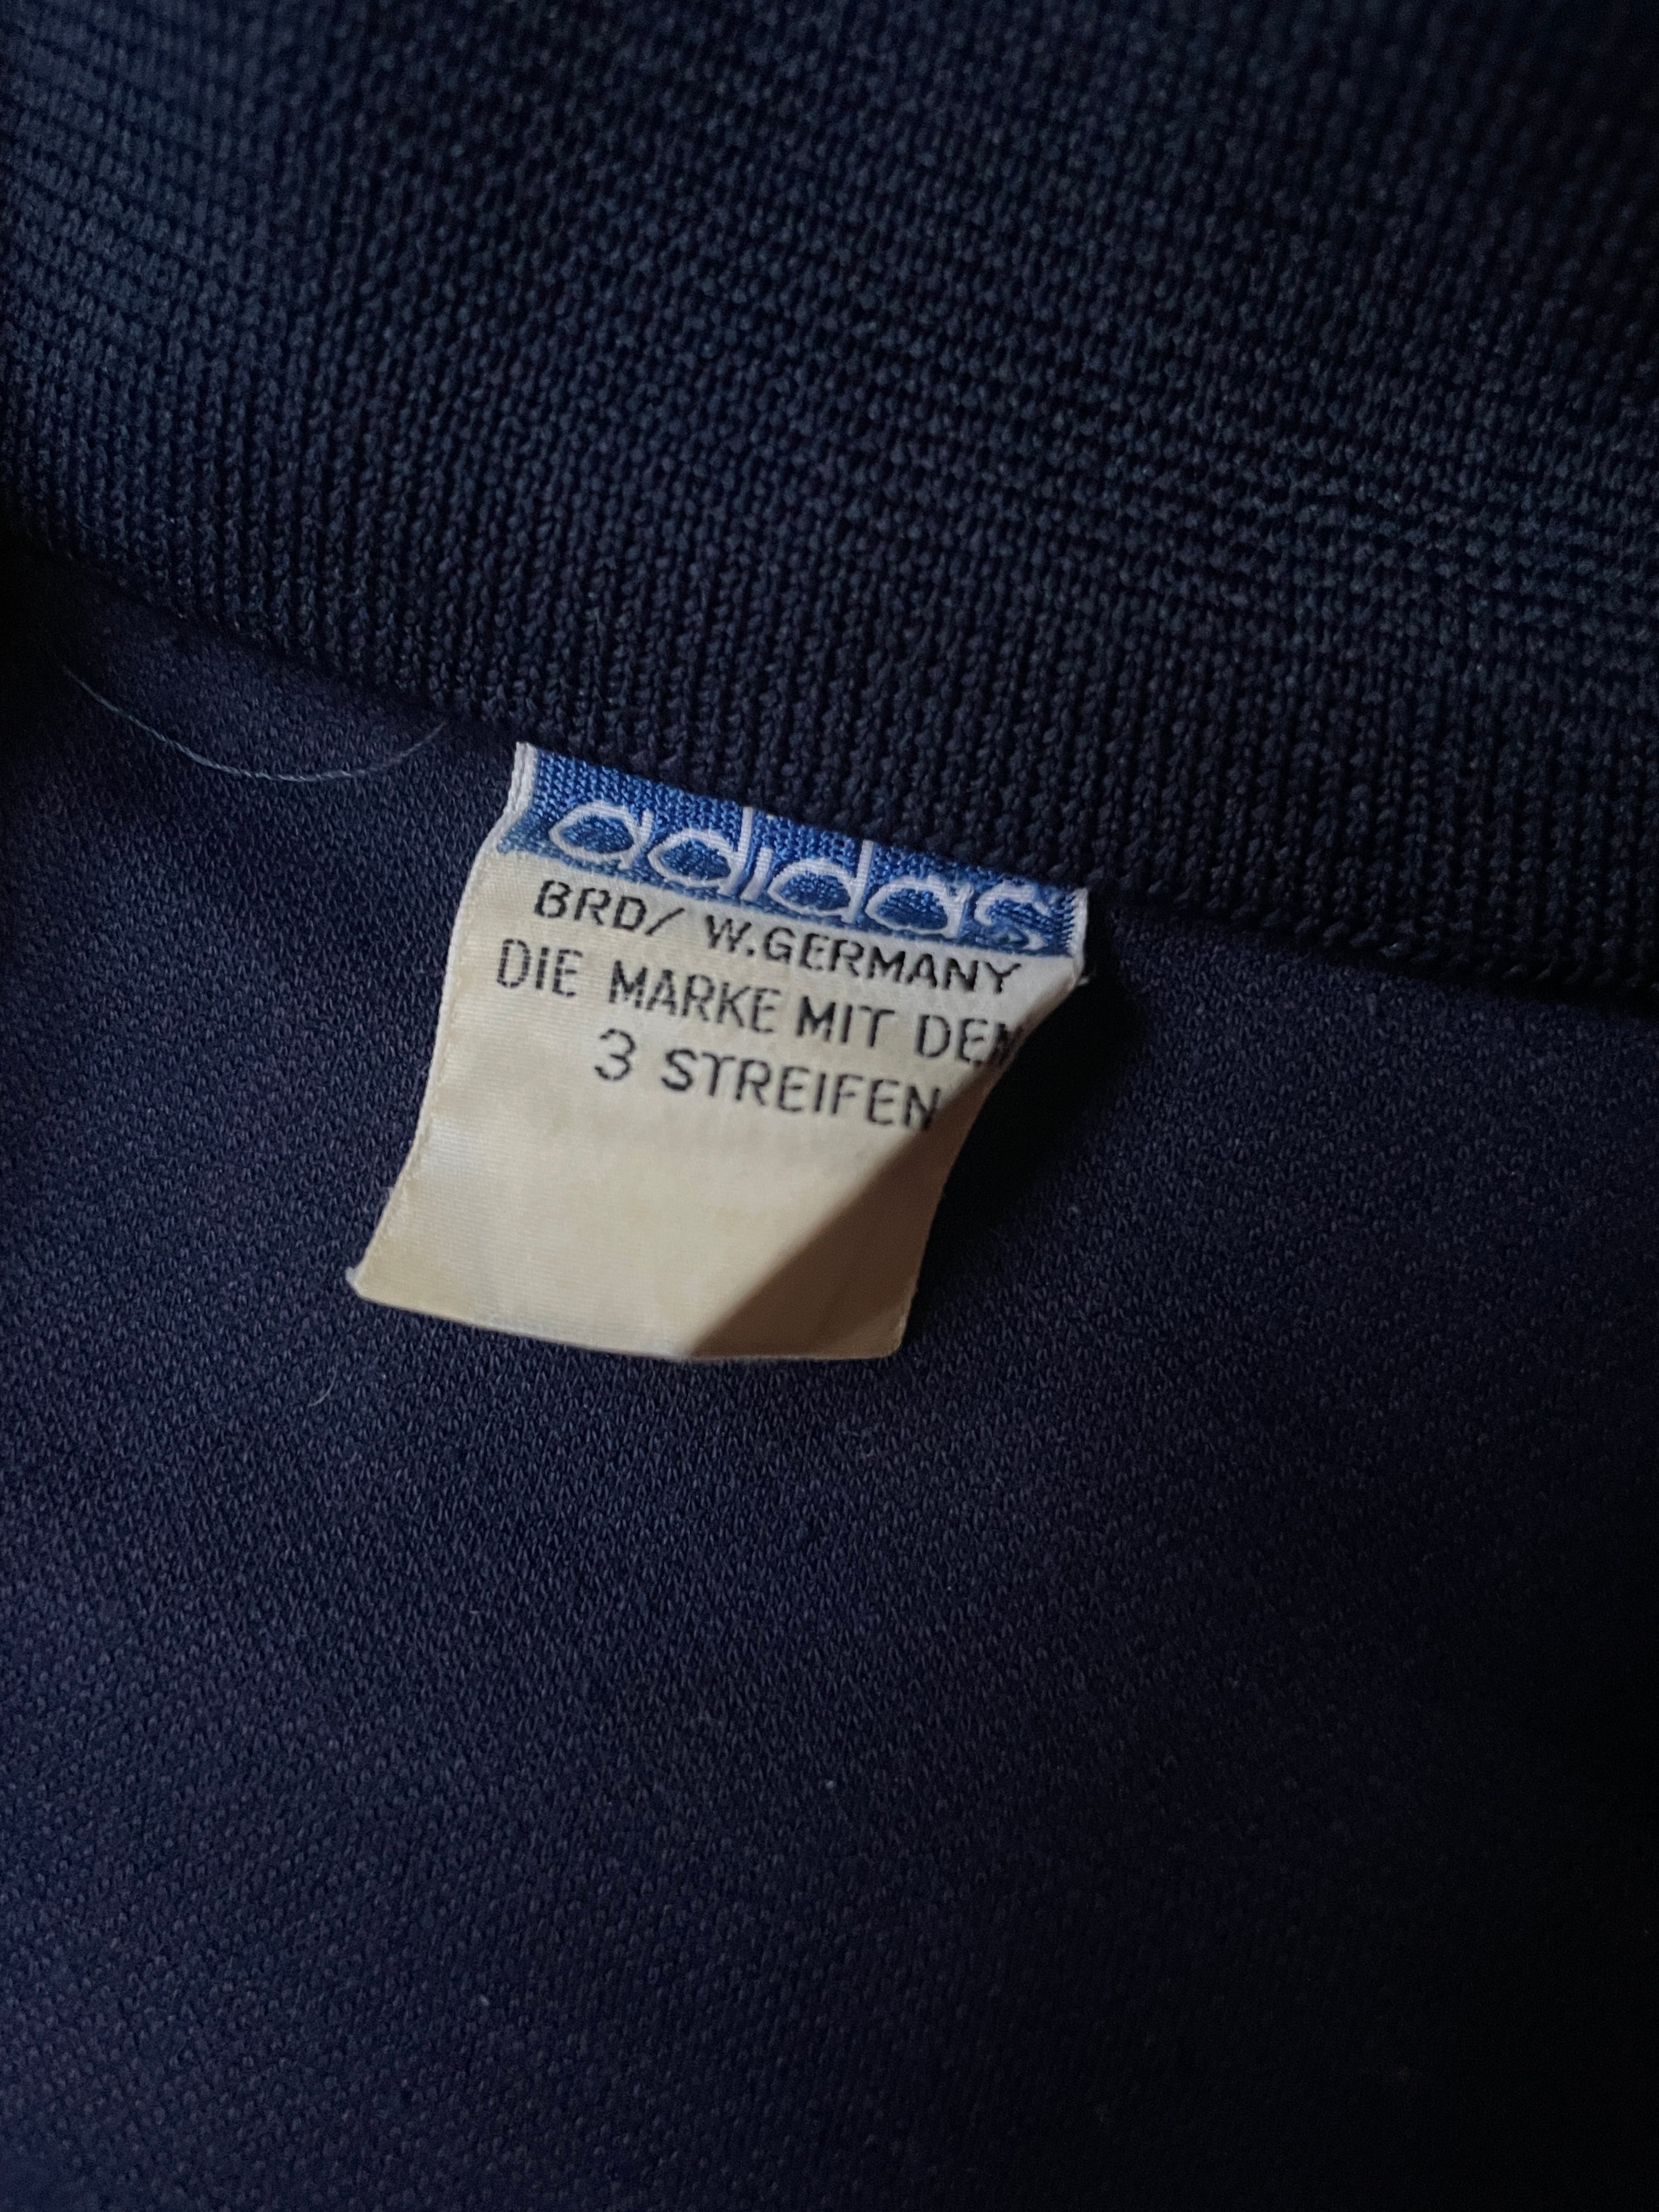 adidas
BRD/ W.GERMANY
DIE MARKE MIT DEN
3 STREIFEN